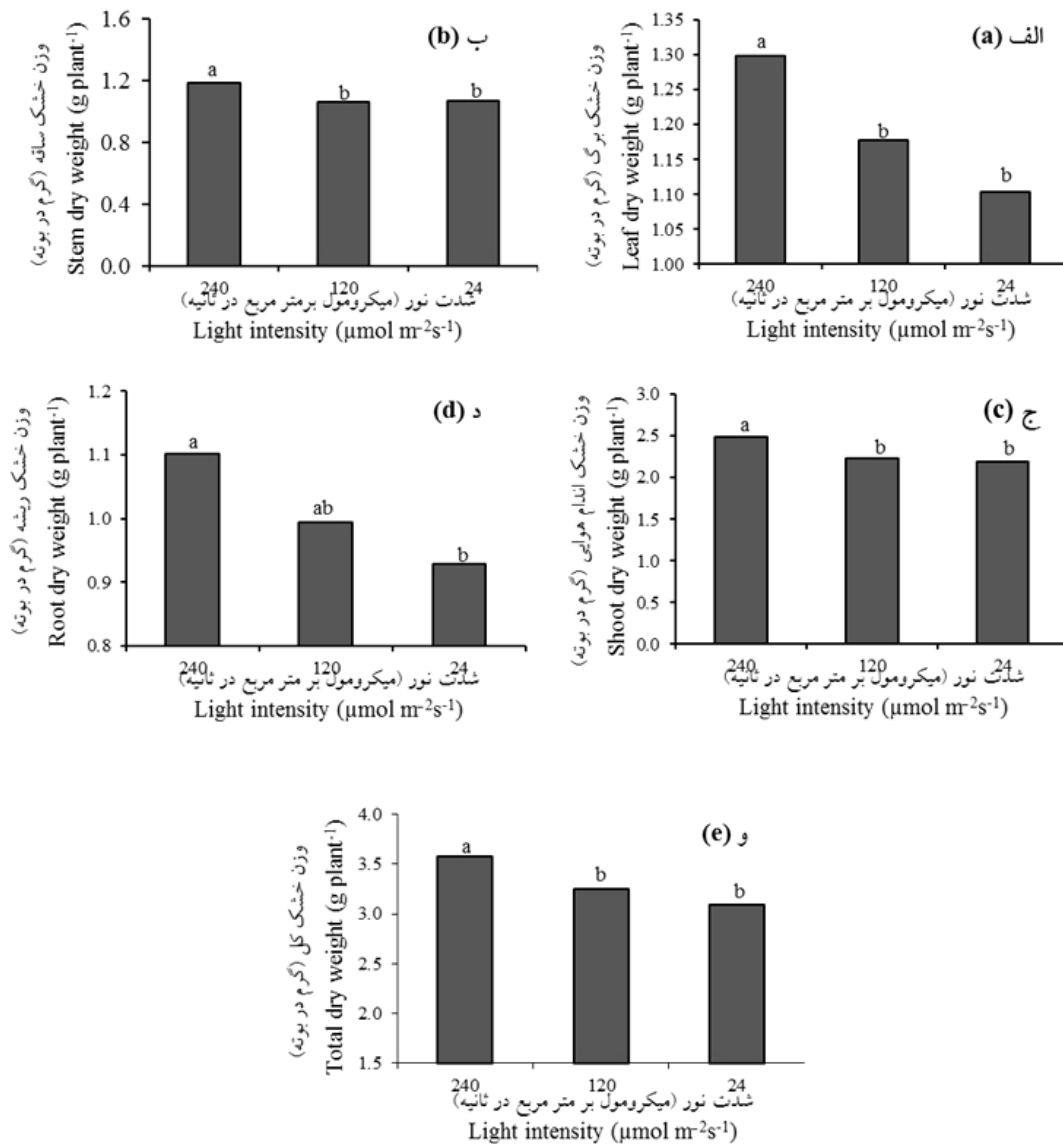 ب (b)
وزن خشک ساقه (گرم در بوته)
Stem dry weight (g plant-1)
1.6
1.2
0.8
0.4
0.0
a
b
b
240
120
24
شدت نور (میکرومول برمتر مربع در ثانیه)
Light intensity (µmol m-2s-1)
الف (a)
وزن خشک برگ (گرم در بوته)
Leaf dry weight (g plant-1)
1.35
1.30
1.25
1.20
1.15
1.10
1.05
1.00
a
b
b
240
120
24
شدت نور (میکرومول بر متر مربع در ثانیه)
Light intensity (µmol m-2s-1)
د (d)
وزن خشک ریشه (گرم در بوته)
Root dry weight (g plant-1)
1.2
1.1
1.0
0.9
0.8
a
ab
b
240
120
24
شدت نور (میکرومول بر متر مربع در ثانیه)
Light intensity (µmol m-2s-1)
ج (c)
وزن خشک اندام هوایی (گرم در بوته)
Shoot dry weight (g plant-1)
3.0
2.5
2.0
1.5
1.0
0.5
0.0
a
b
b
240
120
24
شدت نور (میکرومول بر متر مربع در ثانیه)
Light intensity (µmol m-2s-1)
و (e)
وزن خشک کل (گرم در بوته)
Total dry weight (g plant-1)
4.0
3.5
3.0
2.5
2.0
1.5
a
b
b
240
120
24
شدت نور (میکرومول بر متر مربع در ثانیه)
Light intensity (µmol m-2s-1)